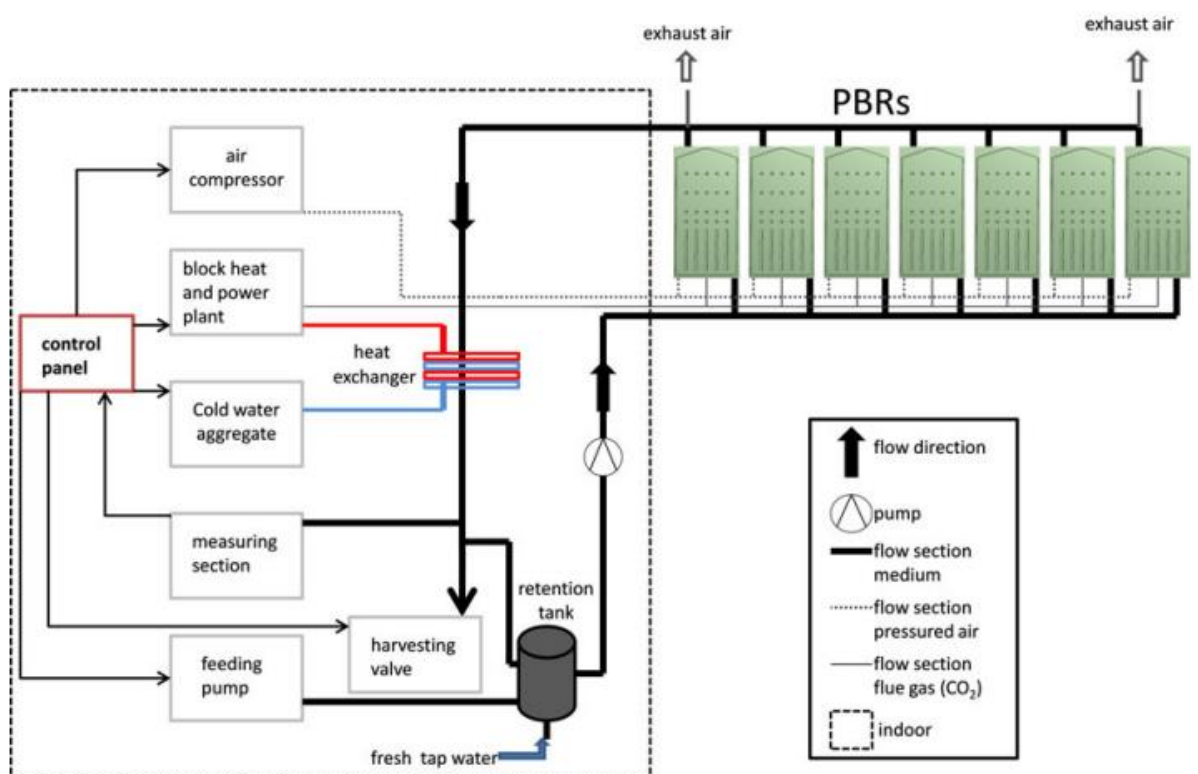 exhaust air
exhaust air
PBRs
air
compressor
block heat
and power
plant
control
panel
heat
exchanger
Cold water
aggregate
measuring
section
retention
tank
harvesting
valve
feeding
pump
fresh tap water
flow direction
pump
flow section
medium
flow section
pressured air
flow section
flue gas (CO₂)
indoor